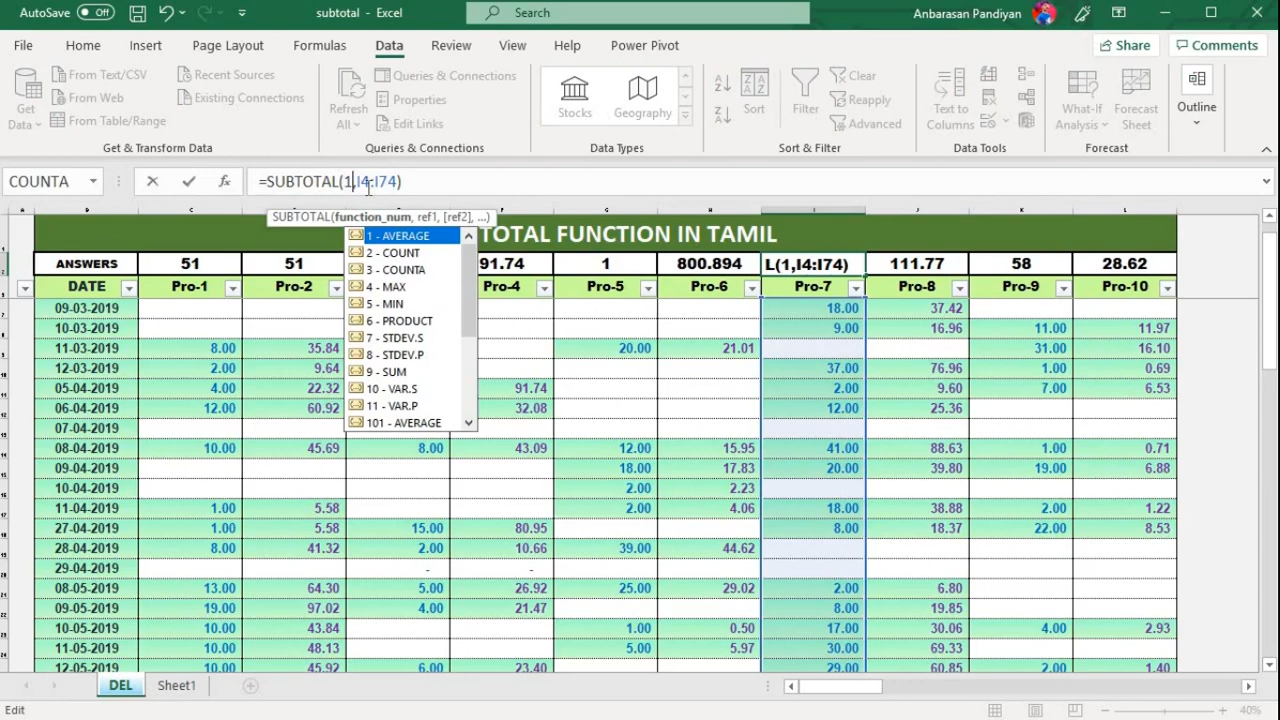 AutoSave Off subtotal - Excel Search Anbarasan Pandiyan
File Home Insert Page Layout Formulas Data Review View Help Power Pivot Share Comments
From Text/CSV Recent Sources Queries & Connections Clear
Get Data From Web Existing Connections Refresh All Properties Stocks Geography Sort Filter Reapply Text to Columns What-If Analysis Forecast Sheet Outline
From Table/Range Edit Links Advanced
Get & Transform Data Queries & Connections Data Types Sort & Filter Data Tools Forecast
COUNTA =SUBTOTAL(1,I4:I74)
SUBTOTAL(function_num, ref1, [ref2], ...)
TOTAL FUNCTION IN TAMIL
1 - AVERAGE
2 - COUNT
3 - COUNTA
4 - MAX
5 - MIN
6 - PRODUCT
7 - STDEV.S
8 - STDEV.P
9 - SUM
10 - VAR.S
11 - VAR.P
101 - AVERAGE
ANSWERS 51 51 91.74 1 800.894 L(1,I4:I74) 111.77 58 28.62
DATE Pro-1 Pro-2 Pro-4 Pro-5 Pro-6 Pro-7 Pro-8 Pro-9 Pro-10
09-03-2019 18.00 37.42
10-03-2019 9.00 16.96 11.00 11.97
11-03-2019 8.00 35.84 20.00 21.01 31.00 16.10
12-03-2019 2.00 9.64 37.00 76.96 1.00 0.69
05-04-2019 4.00 22.32 91.74 2.00 9.60 7.00 6.53
06-04-2019 12.00 60.92 32.08 12.00 25.36
07-04-2019
08-04-2019 10.00 45.69 8.00 43.09 12.00 15.95 41.00 88.63 1.00 0.71
09-04-2019 18.00 17.83 20.00 39.80 19.00 6.88
10-04-2019 2.00 2.23
11-04-2019 1.00 5.58 2.00 4.06 18.00 38.88 2.00 1.22
27-04-2019 1.00 5.58 15.00 80.95 8.00 18.37 22.00 8.53
28-04-2019 8.00 41.32 2.00 10.66 39.00 44.62
29-04-2019 - -
08-05-2019 13.00 64.30 5.00 26.92 25.00 29.02 2.00 6.80
09-05-2019 19.00 97.02 4.00 21.47 8.00 19.85
10-05-2019 10.00 43.84 1.00 0.50 17.00 30.06 4.00 2.93
11-05-2019 10.00 48.13 5.00 5.97 30.00 69.33
12-05-2019 10.00 45.92 6.00 23.40 29.00 60.85 2.00 1.40
DEL Sheet1
Edit 40%